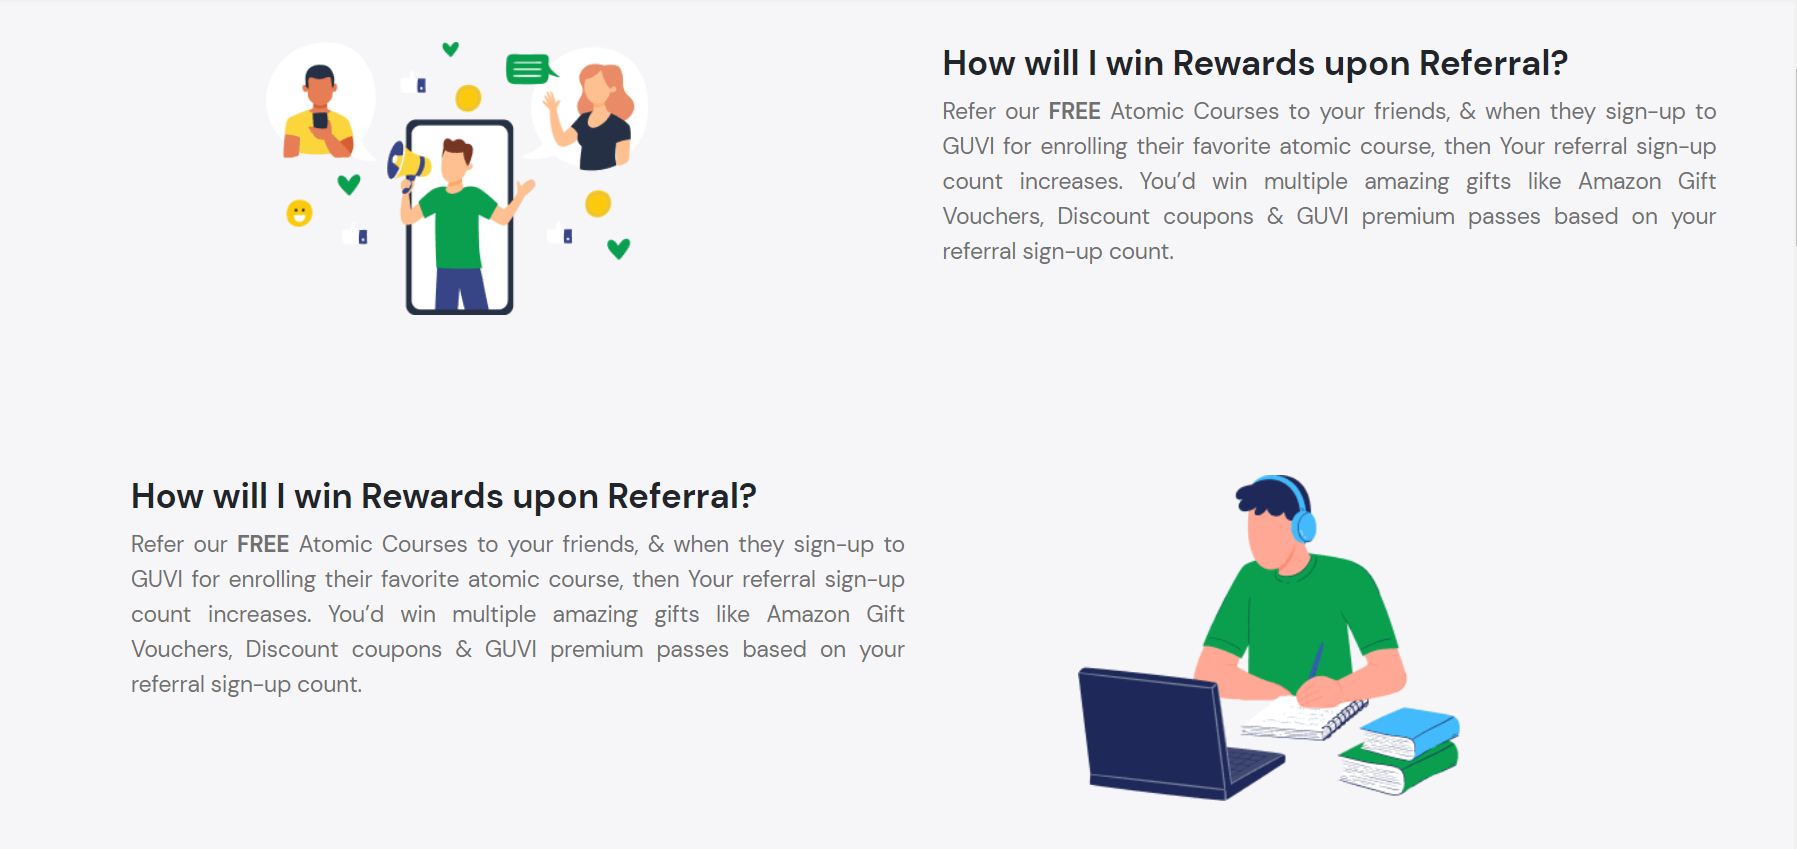 How will I win Rewards upon Referral?
Refer our FREE Atomic Courses to your friends, & when they sign-up to
GUVI for enrolling their favorite atomic course, then Your referral sign-up
count increases. You’d win multiple amazing gifts like Amazon Gift
Vouchers, Discount coupons & GUVI premium passes based on your
referral sign-up count.
How will I win Rewards upon Referral?
Refer our FREE Atomic Courses to your friends, & when they sign-up to
GUVI for enrolling their favorite atomic course, then Your referral sign-up
count increases. You’d win multiple amazing gifts like Amazon Gift
Vouchers, Discount coupons & GUVI premium passes based on your
referral sign-up count.